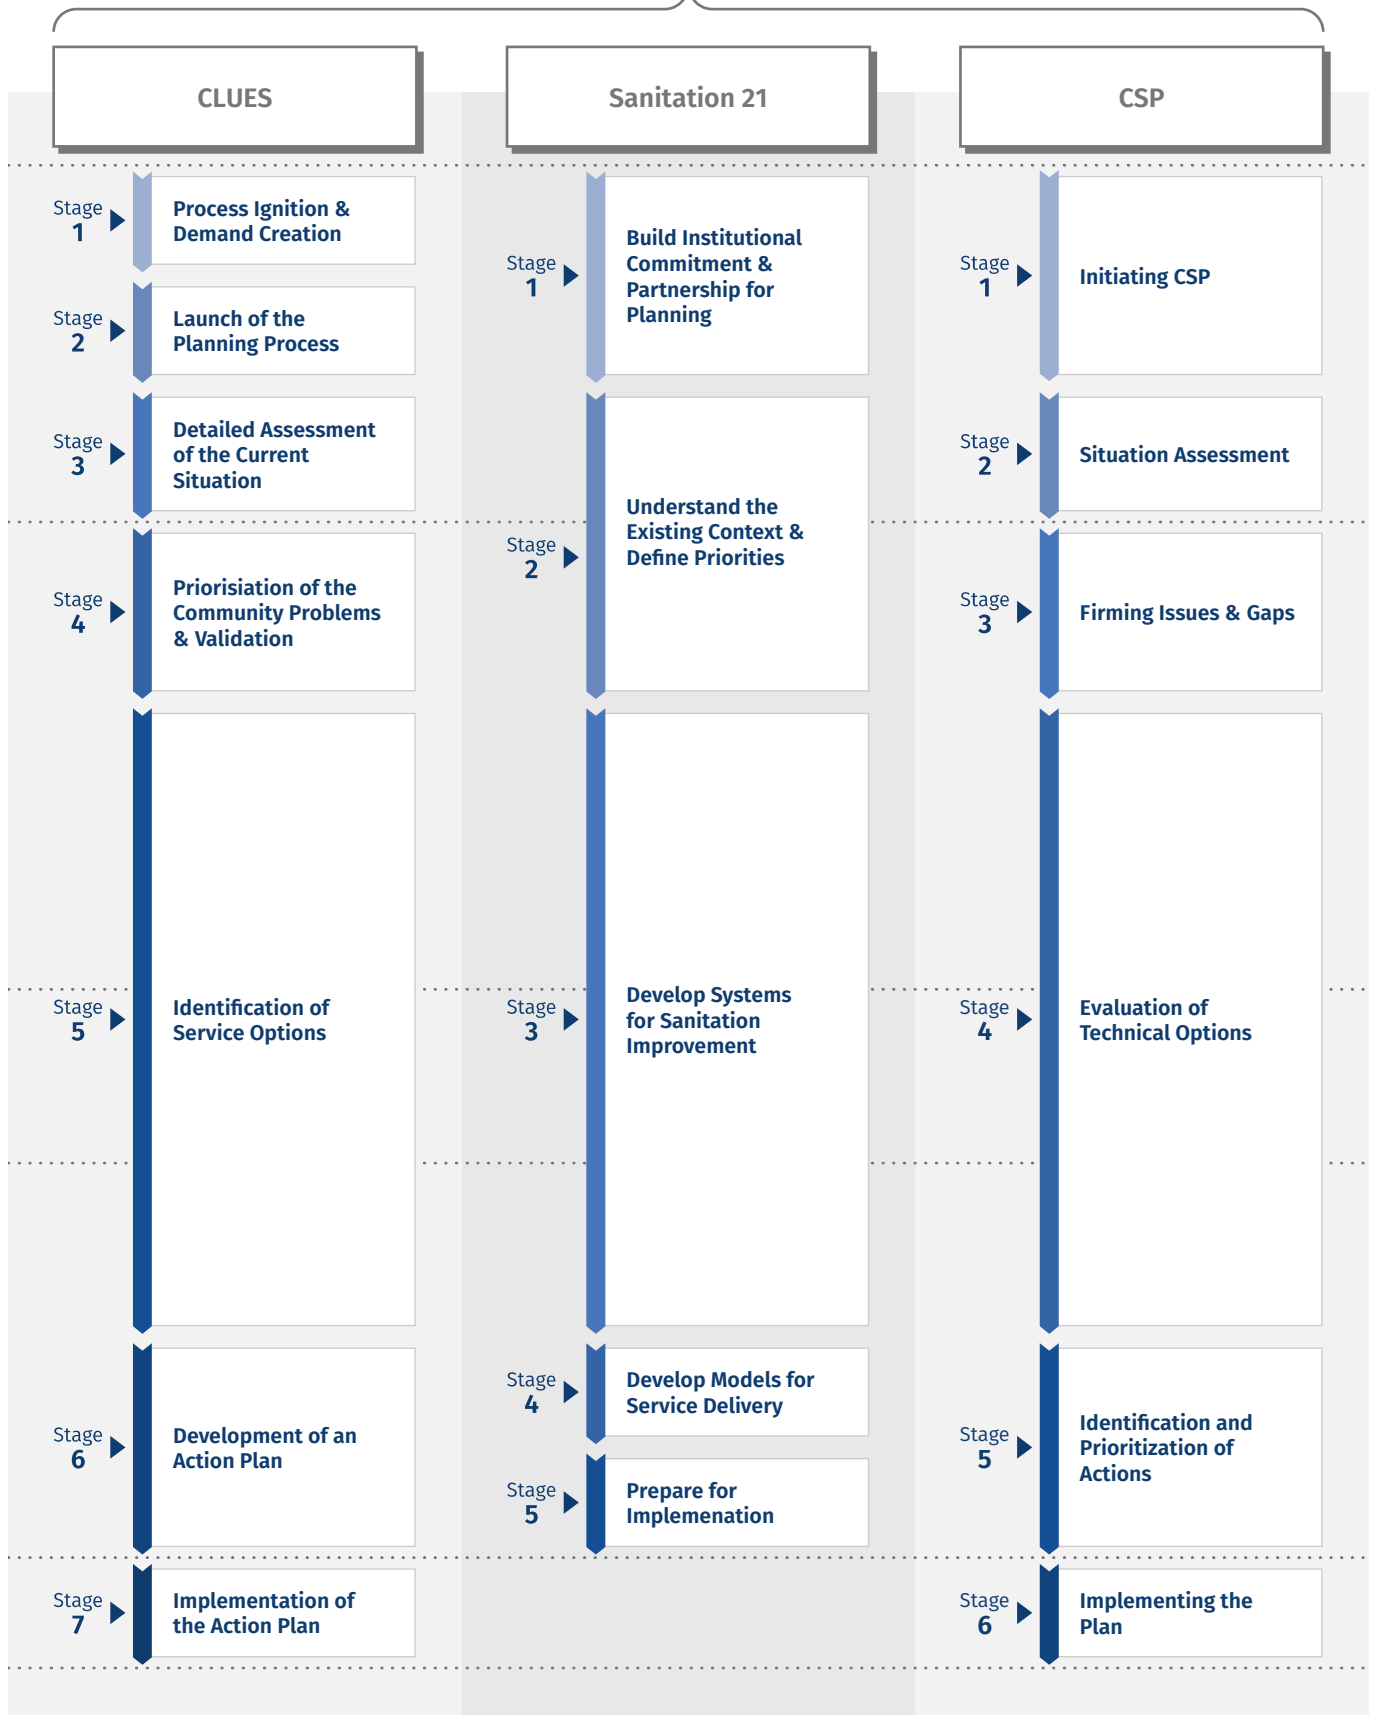 CLUES
Stage
1
Process Ignition &
Demand Creation
Stage
2
Launch of the
Planning Process
Stage
3
Detailed Assessment
of the Current
Situation
Stage
4
Priorisiation of the
Community Problems
& Validation
Stage
5
Identification of
Service Options
Stage
6
Development of an
Action Plan
Stage
7
Implementation of
the Action Plan
Sanitation 21
Stage
1
Build Institutional
Commitment &
Partnership for
Planning
Stage
2
Understand the
Existing Context &
Define Priorities
Stage
3
Develop Systems
for Sanitation
Improvement
Stage
4
Develop Models for
Service Delivery
Stage
5
Prepare for
Implemenation
CSP
Stage
1
Initiating CSP
Stage
2
Situation Assessment
Stage
3
Firming Issues & Gaps
Stage
4
Evaluation of
Technical Options
Stage
5
Identification and
Prioritization of
Actions
Stage
6
Implementing the
Plan